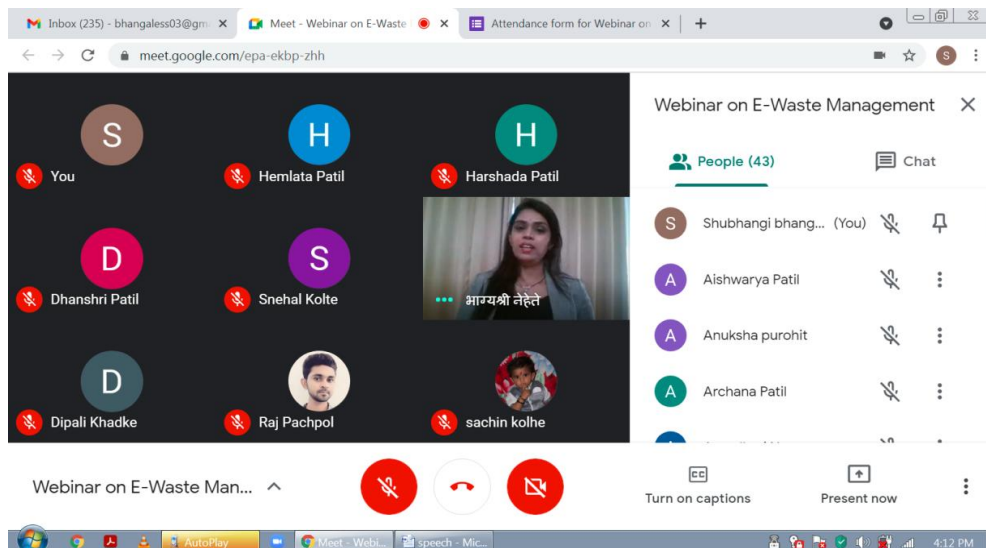 Inbox (235) - bhangaless03@gm
Meet - Webinar on E-Waste
Attendance form for Webinar on
meet.google.com/epa-ekbp-zhh
S
S
You
H
Hemlata Patil
H
Harshada Patil
D
Dhanshri Patil
S
Snehal Kolte
भाग्यश्री नेहेते
D
Dipali Khadke
Raj Pachpol
sachin kolhe
Webinar on E-Waste Management
People (43)
Chat
S
Shubhangi bhang... (You)
A
Aishwarya Patil
A
Anuksha purohit
A
Archana Patil
Webinar on E-Waste Man...
CC
Turn on captions
Present now
AutoPlay
Meet - Webi...
speech - Mic...
4:12 PM